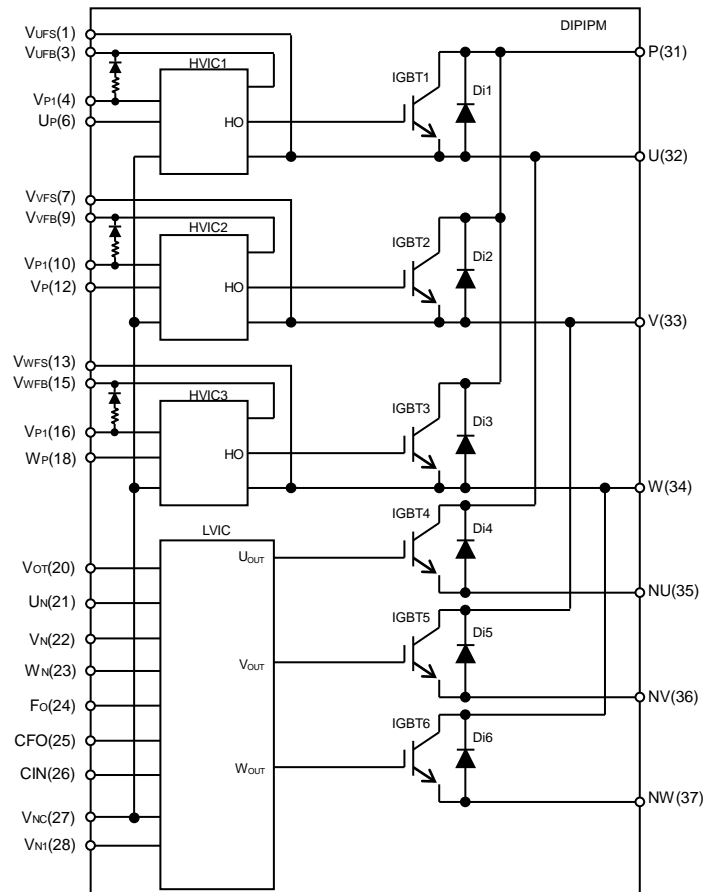 DIPIPM
VUFS(1)
VUFB(3)
VP1(4)
UP(6)
HVIC1
HO
IGBT1
Di1
P(31)
U(32)
VVFS(7)
VVFB(9)
VP1(10)
VP(12)
HVIC2
HO
IGBT2
Di2
V(33)
VWFS(13)
VWFB(15)
VP1(16)
WP(18)
HVIC3
HO
IGBT3
Di3
W(34)
LVIC
VOT(20)
UN(21)
VN(22)
WN(23)
FO(24)
CFO(25)
CIN(26)
VNC(27)
VN1(28)
UOUT
VOUT
WOUT
IGBT4
Di4
NU(35)
IGBT5
Di5
NV(36)
IGBT6
Di6
NW(37)